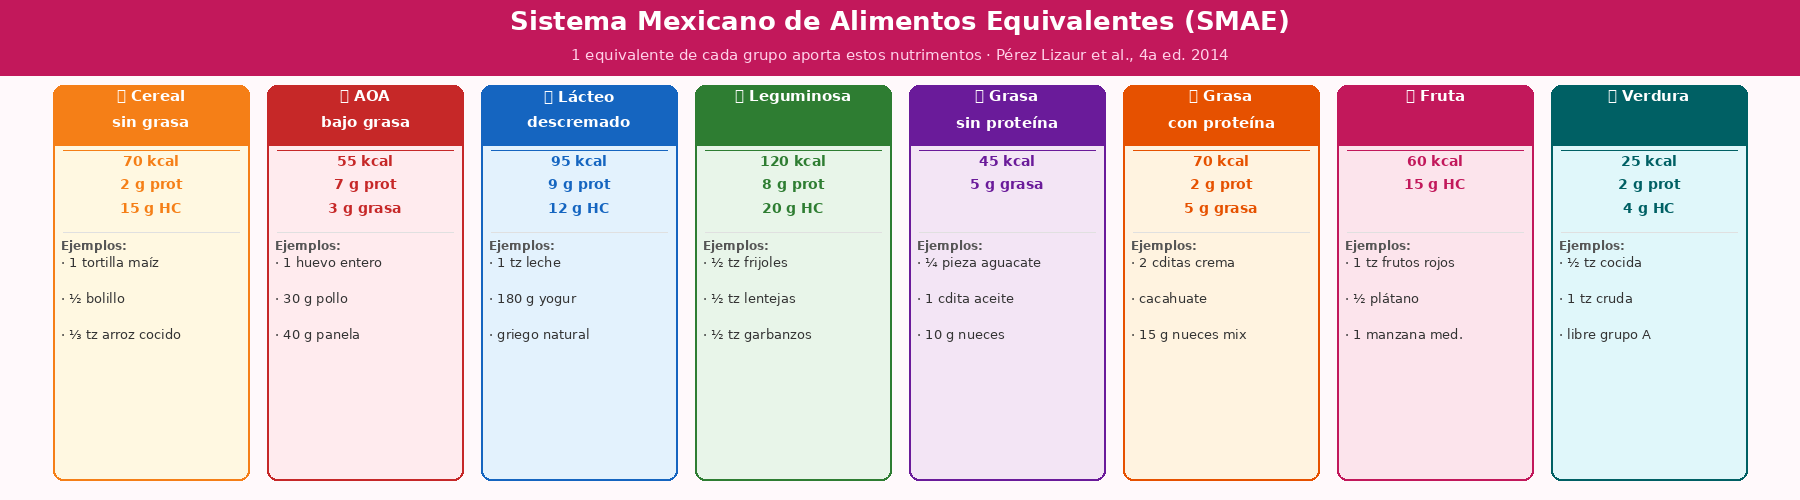 Sistema Mexicano de Alimentos Equivalentes (SMAE)
1 equivalente de cada grupo aporta estos nutrimentos · Pérez Lizaur et al., 4a ed. 2014
Cereal
sin grasa
70 kcal
2 g prot
15 g HC
Ejemplos:
· 1 tortilla maíz
· ½ bolillo
· ⅓ tz arroz cocido
AOA
bajo grasa
55 kcal
7 g prot
3 g grasa
Ejemplos:
· 1 huevo entero
· 30 g pollo
· 40 g panela
Lácteo
descremado
95 kcal
9 g prot
12 g HC
Ejemplos:
· 1 tz leche
· 180 g yogur
· griego natural
Leguminosa
120 kcal
8 g prot
20 g HC
Ejemplos:
· ½ tz frijoles
· ½ tz lentejas
· ½ tz garbanzos
Grasa
sin proteína
45 kcal
5 g grasa
Ejemplos:
· ¼ pieza aguacate
· 1 cdita aceite
· 10 g nueces
Grasa
con proteína
70 kcal
2 g prot
5 g grasa
Ejemplos:
· 2 cditas crema
· cacahuate
· 15 g nueces mix
Fruta
60 kcal
15 g HC
Ejemplos:
· 1 tz frutos rojos
· ½ plátano
· 1 manzana med.
Verdura
25 kcal
2 g prot
4 g HC
Ejemplos:
· ½ tz cocida
· 1 tz cruda
· libre grupo A